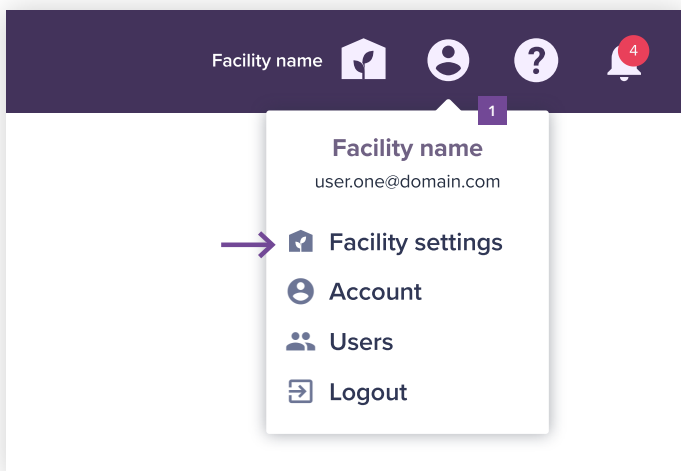 Facility name
?
4
1
Facility name
user.one@domain.com
Facility settings
Account
Users
Logout